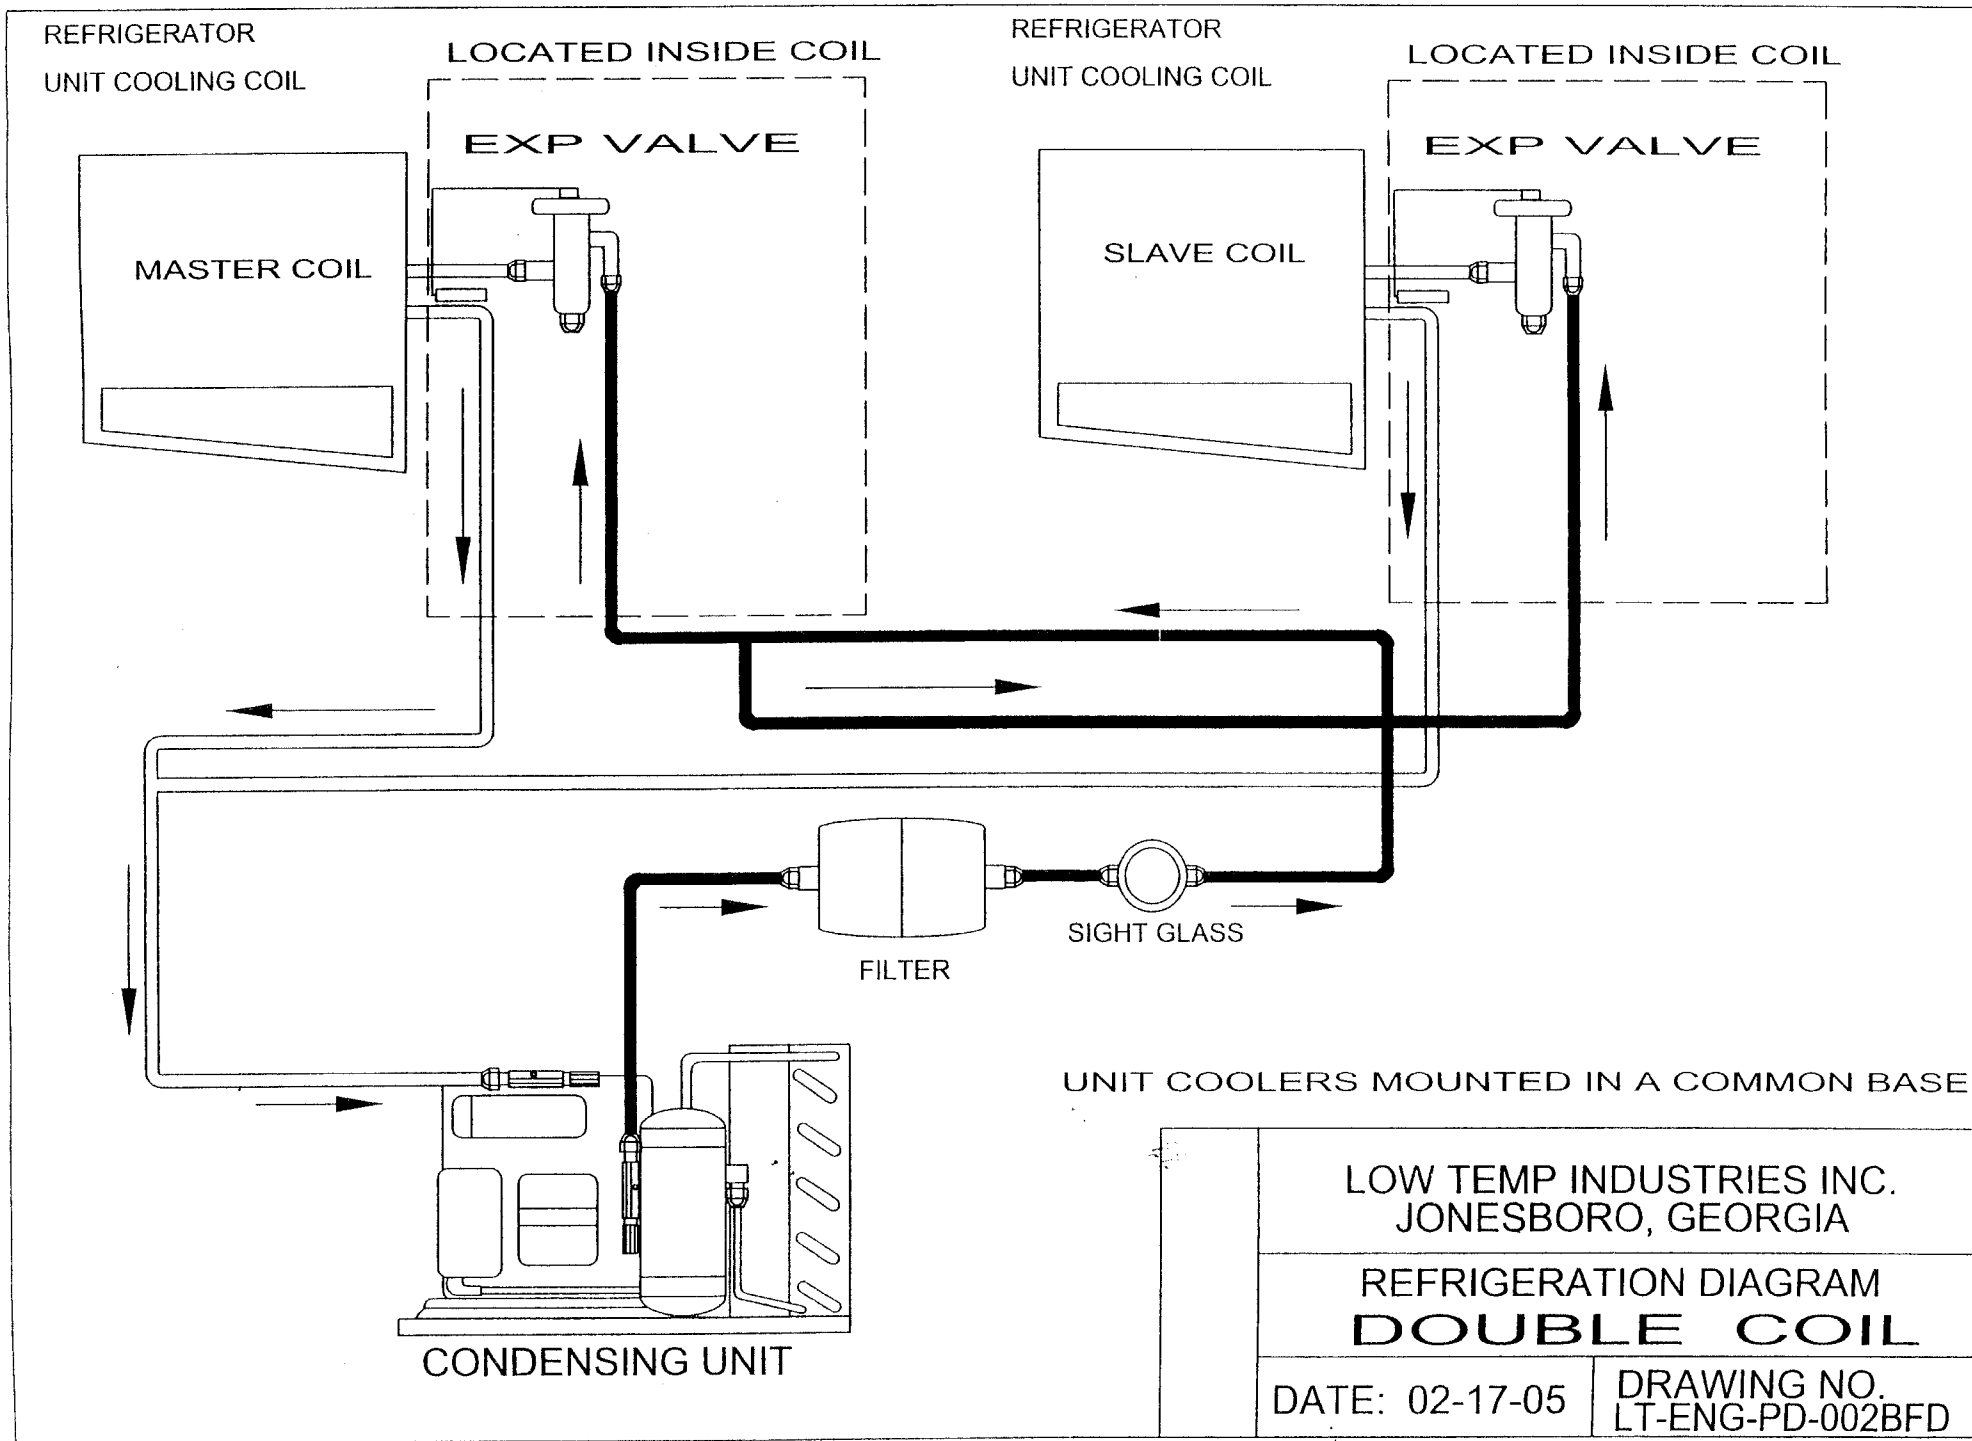 REFRIGERATOR
UNIT COOLING COIL
LOCATED INSIDE COIL
EXP VALVE
MASTER COIL
REFRIGERATOR
UNIT COOLING COIL
LOCATED INSIDE COIL
EXP VALVE
SLAVE COIL
SIGHT GLASS
FILTER
CONDENSING UNIT
UNIT COOLERS MOUNTED IN A COMMON BASE
LOW TEMP INDUSTRIES INC.
JONESBORO, GEORGIA
REFRIGERATION DIAGRAM
DOUBLE COIL
DATE: 02-17-05
DRAWING NO.
LT-ENG-PD-002BFD